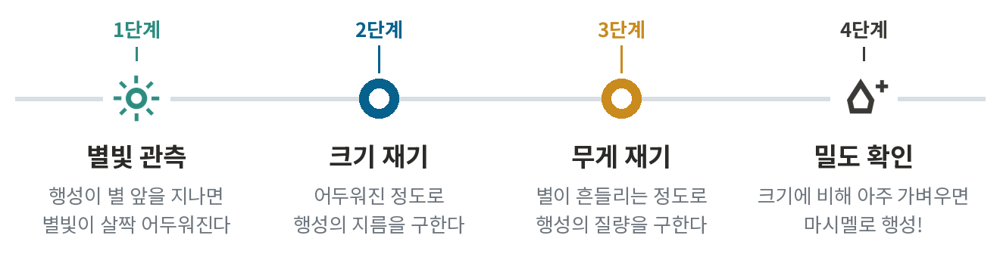 1단계
별빛 관측
행성이 별 앞을 지나면
별빛이 살짝 어두워진다
2단계
크기 재기
어두워진 정도로
행성의 지름을 구한다
3단계
무게 재기
별이 흔들리는 정도로
행성의 질량을 구한다
4단계
밀도 확인
크기에 비해 아주 가벼우면
마시멜로 행성!